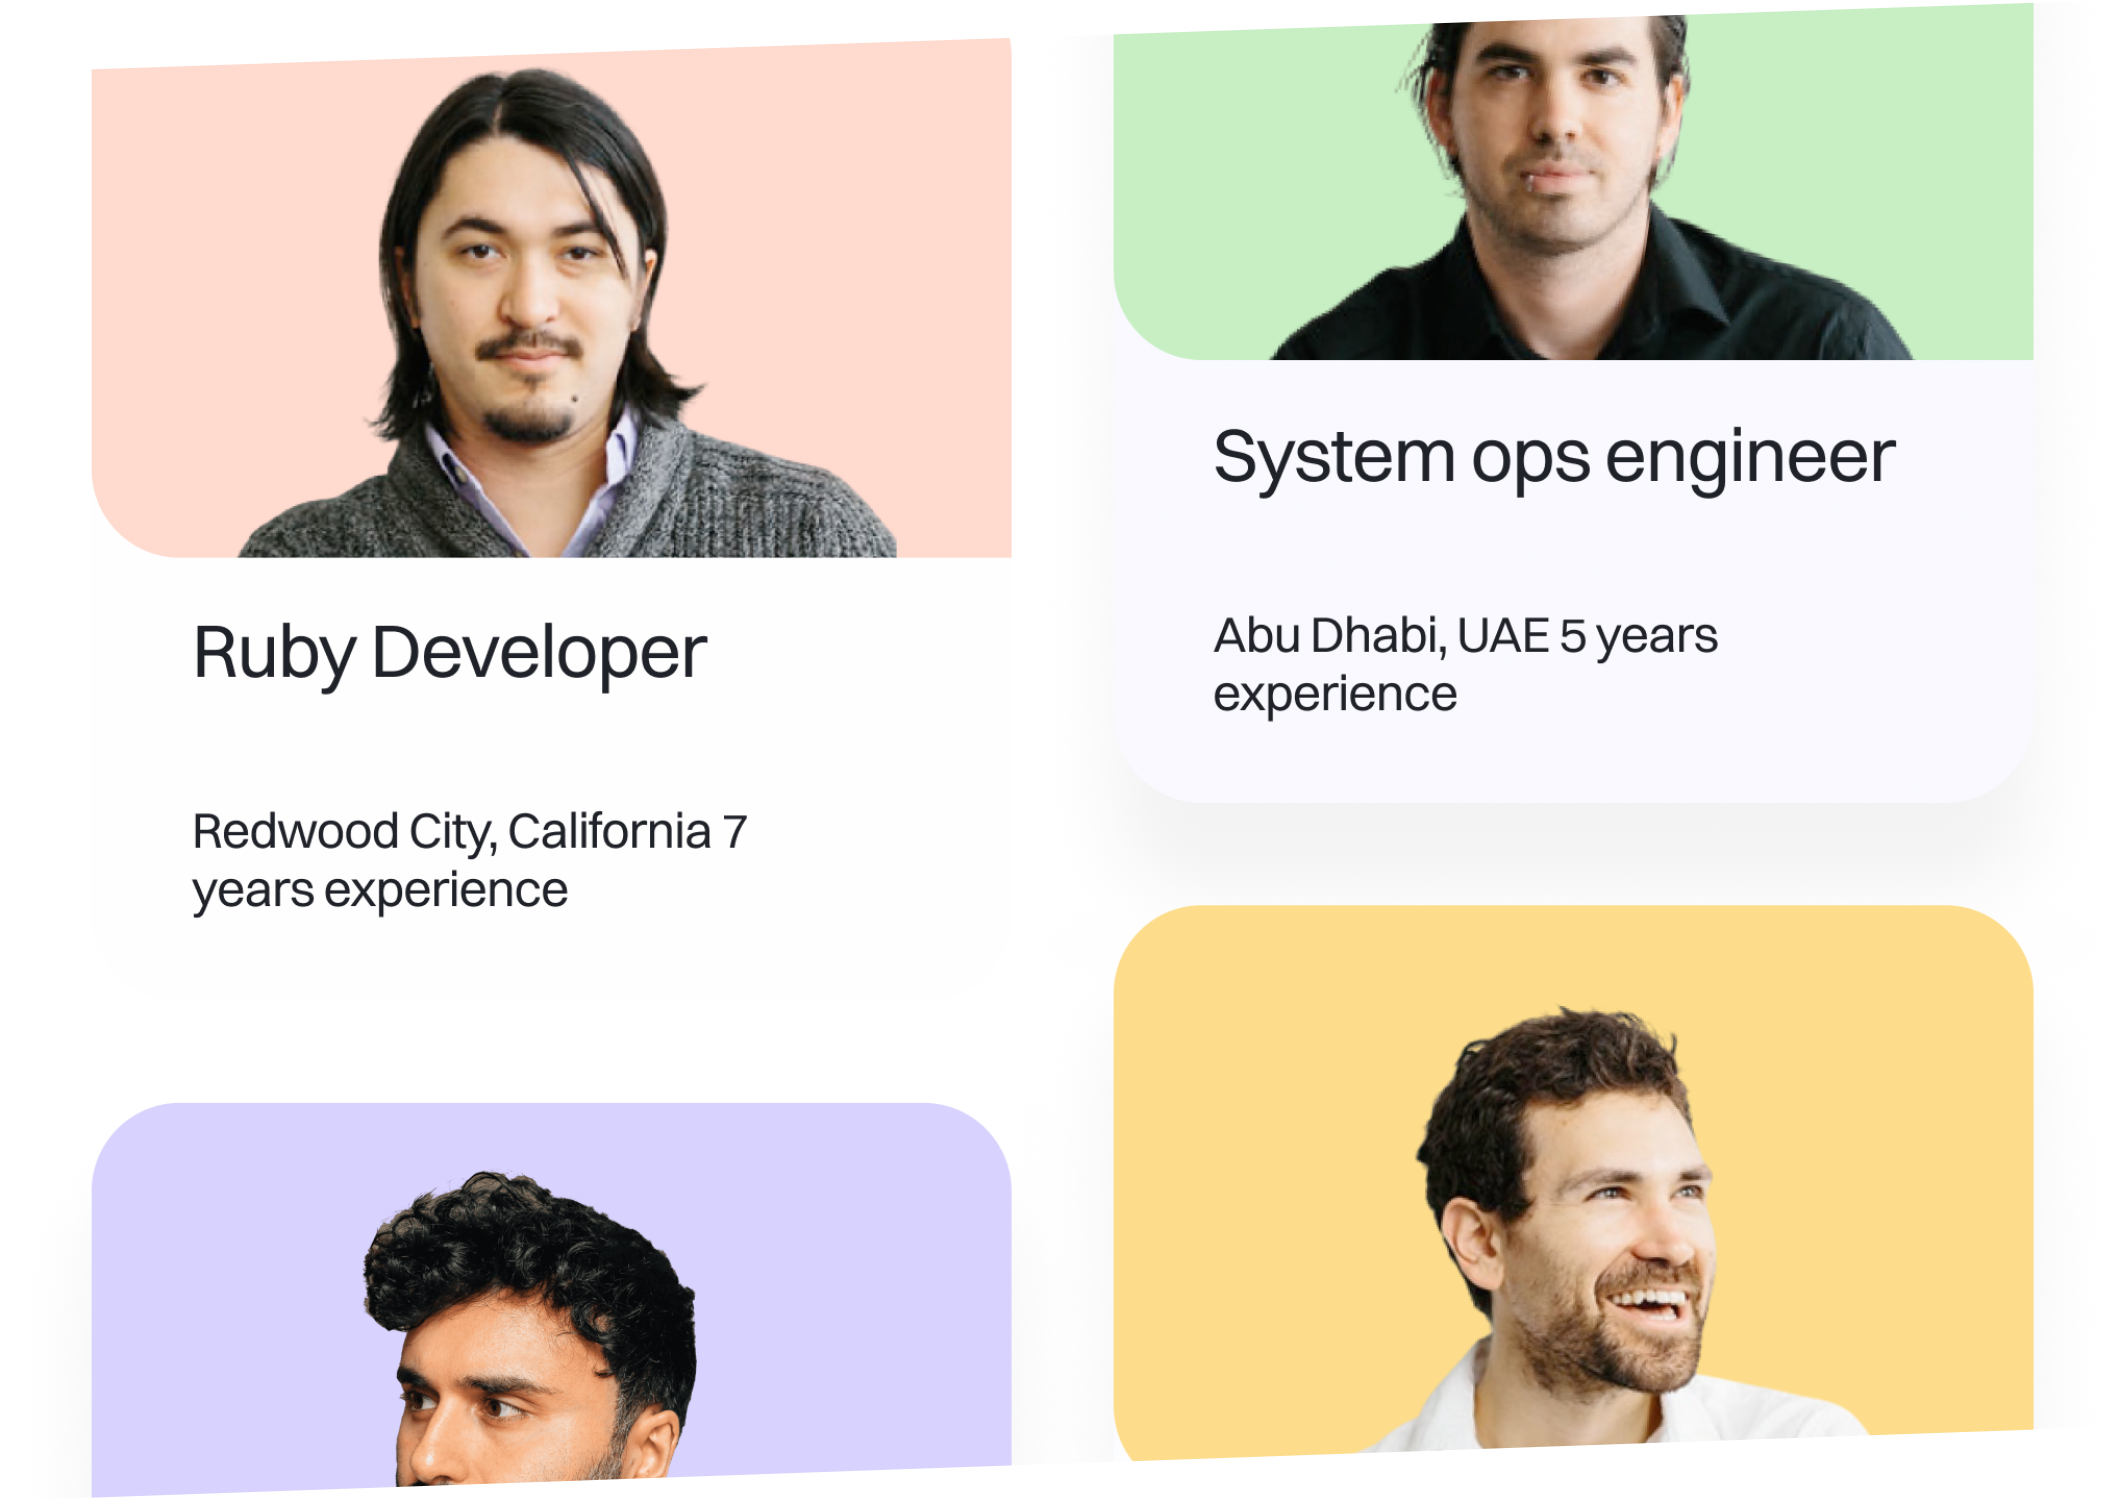 Ruby Developer
Redwood City, California 7
years experience
System ops engineer
Abu Dhabi, UAE 5 years
experience